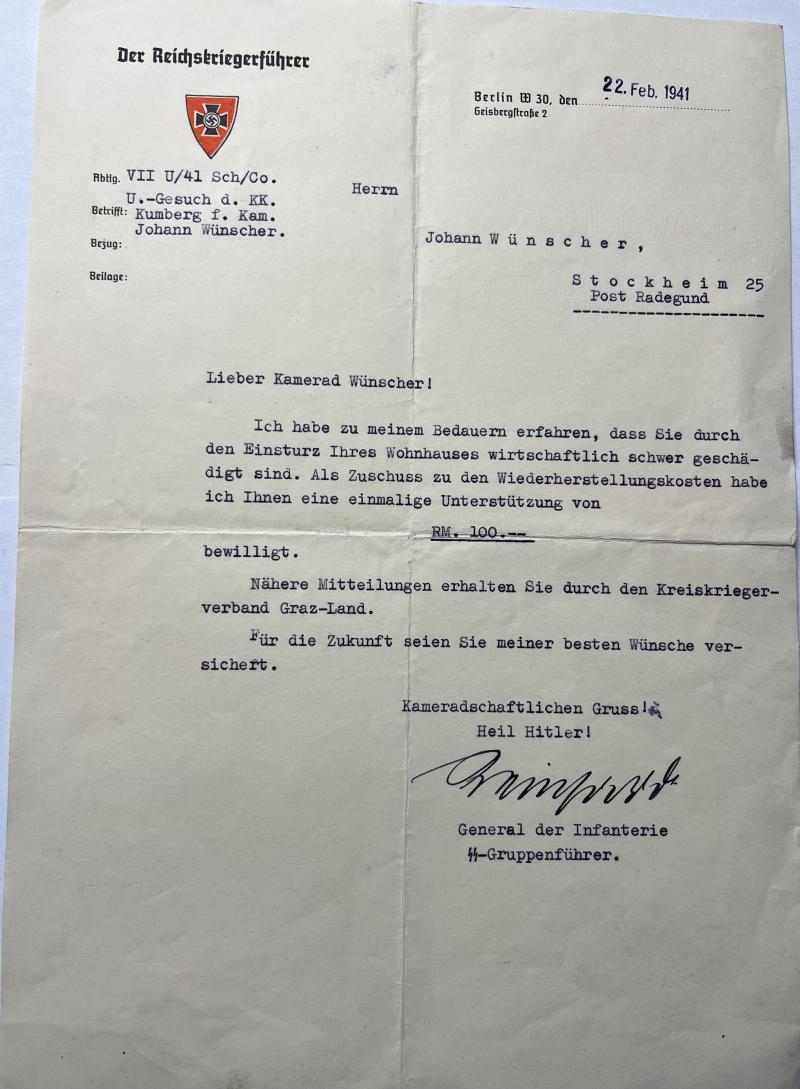 Der Reichskriegerführer
Berlin W 30, den 22. Feb. 1941
Geisbergstraße 2
Abtlg. VII U/41 Sch/Co.
Betrifft: U.-Gesuch d. KK.
Kumberg f. Kam.
Johann Wünscher.
Bezug:
Beilage:
Herrn
Johann W ü n s c h e r ,
S t o c k h e i m 25
Post Radegund
Lieber Kamerad Wünscher!
Ich habe zu meinem Bedauern erfahren, dass Sie durch
den Einsturz Ihres Wohnhauses wirtschaftlich schwer geschä-
digt sind. Als Zuschuss zu den Wiederherstellungskosten habe
ich Ihnen eine einmalige Unterstützung von
RM. 100.--
bewilligt.
Nähere Mitteilungen erhalten Sie durch den Kreiskrieger-
verband Graz-Land.
Für die Zukunft seien Sie meiner besten Wünsche ver-
sichert.
Kameradschaftlichen Gruss!
Heil Hitler!
Reinhardt
General der Infanterie
SS-Gruppenführer.